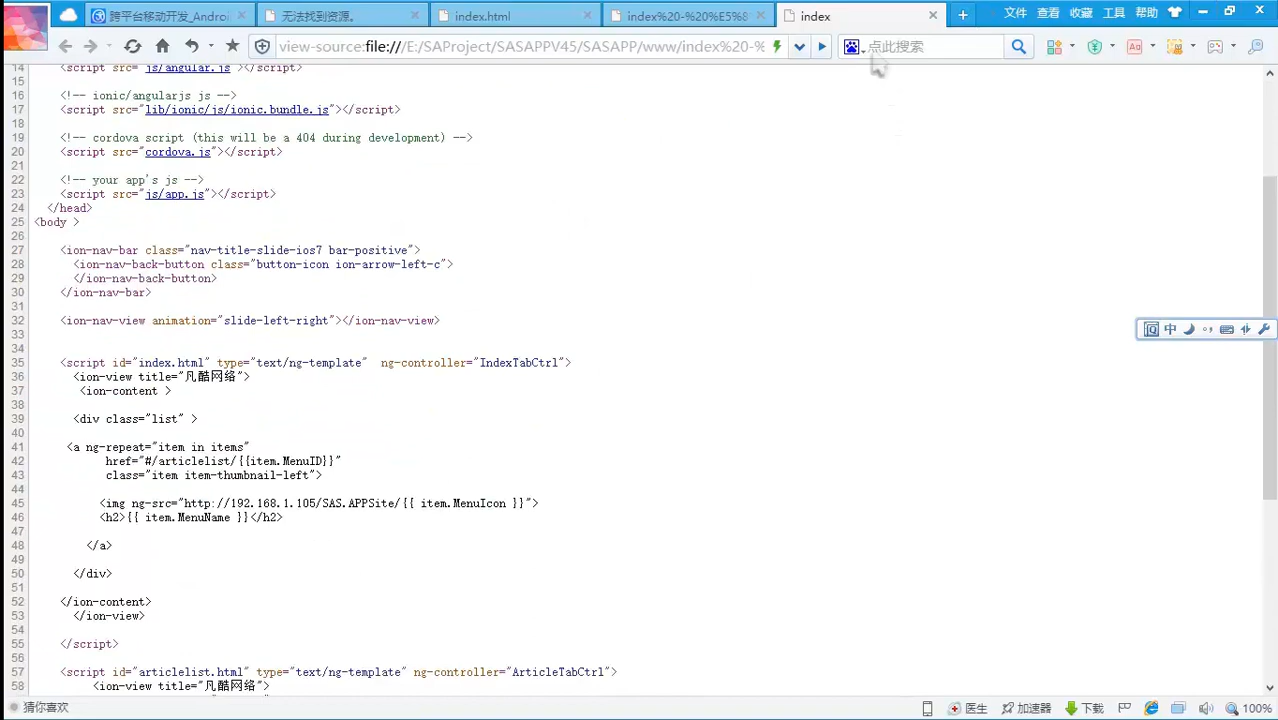 跨平台移动开发_Androi
无法找到资源。
index.html
index%20-%20%E5%8
index
文件 查看 收藏 工具 帮助
view-source:file:///E:/SAProject/SASAPPV45/SASAPP/www/index%20-%
点此搜索
14 <script src="js/angular.js"></script>
15
16 <!-- ionic/angularjs js -->
17 <script src="lib/ionic/js/ionic.bundle.js"></script>
18
19 <!-- cordova script (this will be a 404 during development) -->
20 <script src="cordova.js"></script>
21
22 <!-- your app's js -->
23 <script src="js/app.js"></script>
24 </head>
25 <body >
26
27 <ion-nav-bar class="nav-title-slide-ios7 bar-positive">
28 <ion-nav-back-button class="button-icon ion-arrow-left-c">
29 </ion-nav-back-button>
30 </ion-nav-bar>
31
32 <ion-nav-view animation="slide-left-right"></ion-nav-view>
33
34
35 <script id="index.html" type="text/ng-template" ng-controller="IndexTabCtrl">
36 <ion-view title="凡酷网络">
37 <ion-content >
38
39 <div class="list" >
40
41 <a ng-repeat="item in items"
42 href="#/articlelist/{{item.MenuID}}"
43 class="item item-thumbnail-left">
44
45 <img ng-src="http://192.168.1.105/SAS.APPSite/{{ item.MenuIcon }}">
46 <h2>{{ item.MenuName }}</h2>
47
48 </a>
49
50 </div>
51
52 </ion-content>
53 </ion-view>
54
55 </script>
56
57 <script id="articlelist.html" type="text/ng-template" ng-controller="ArticleTabCtrl">
58 <ion-view title="凡酷网络">
中
猜你喜欢
医生 加速器 下载 100%